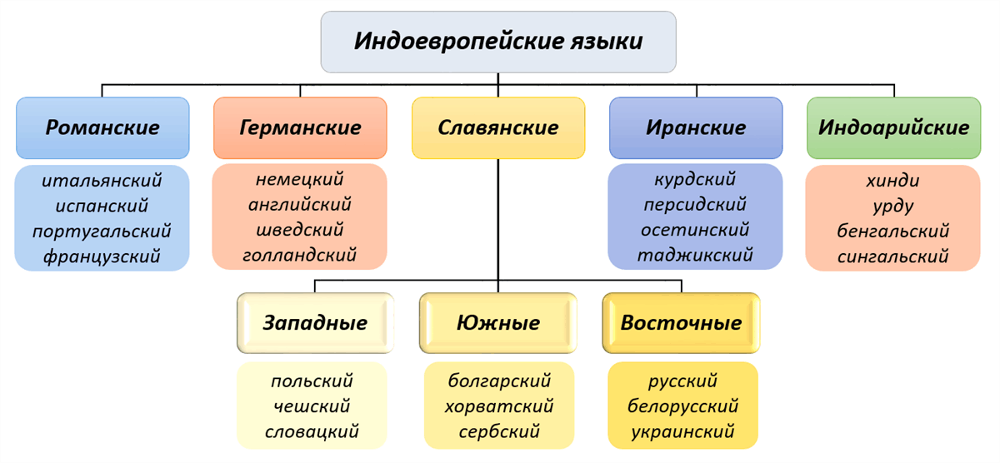 Индоевропейские языки
Романские
Германские
Славянские
Иранские
Индоарийские
итальянский
испанский
португальский
французский
немецкий
английский
шведский
голландский
курдский
персидский
осетинский
таджикский
хинди
урду
бенгальский
сингальский
Западные
Южные
Восточные
польский
чешский
словацкий
болгарский
хорватский
сербский
русский
белорусский
украинский